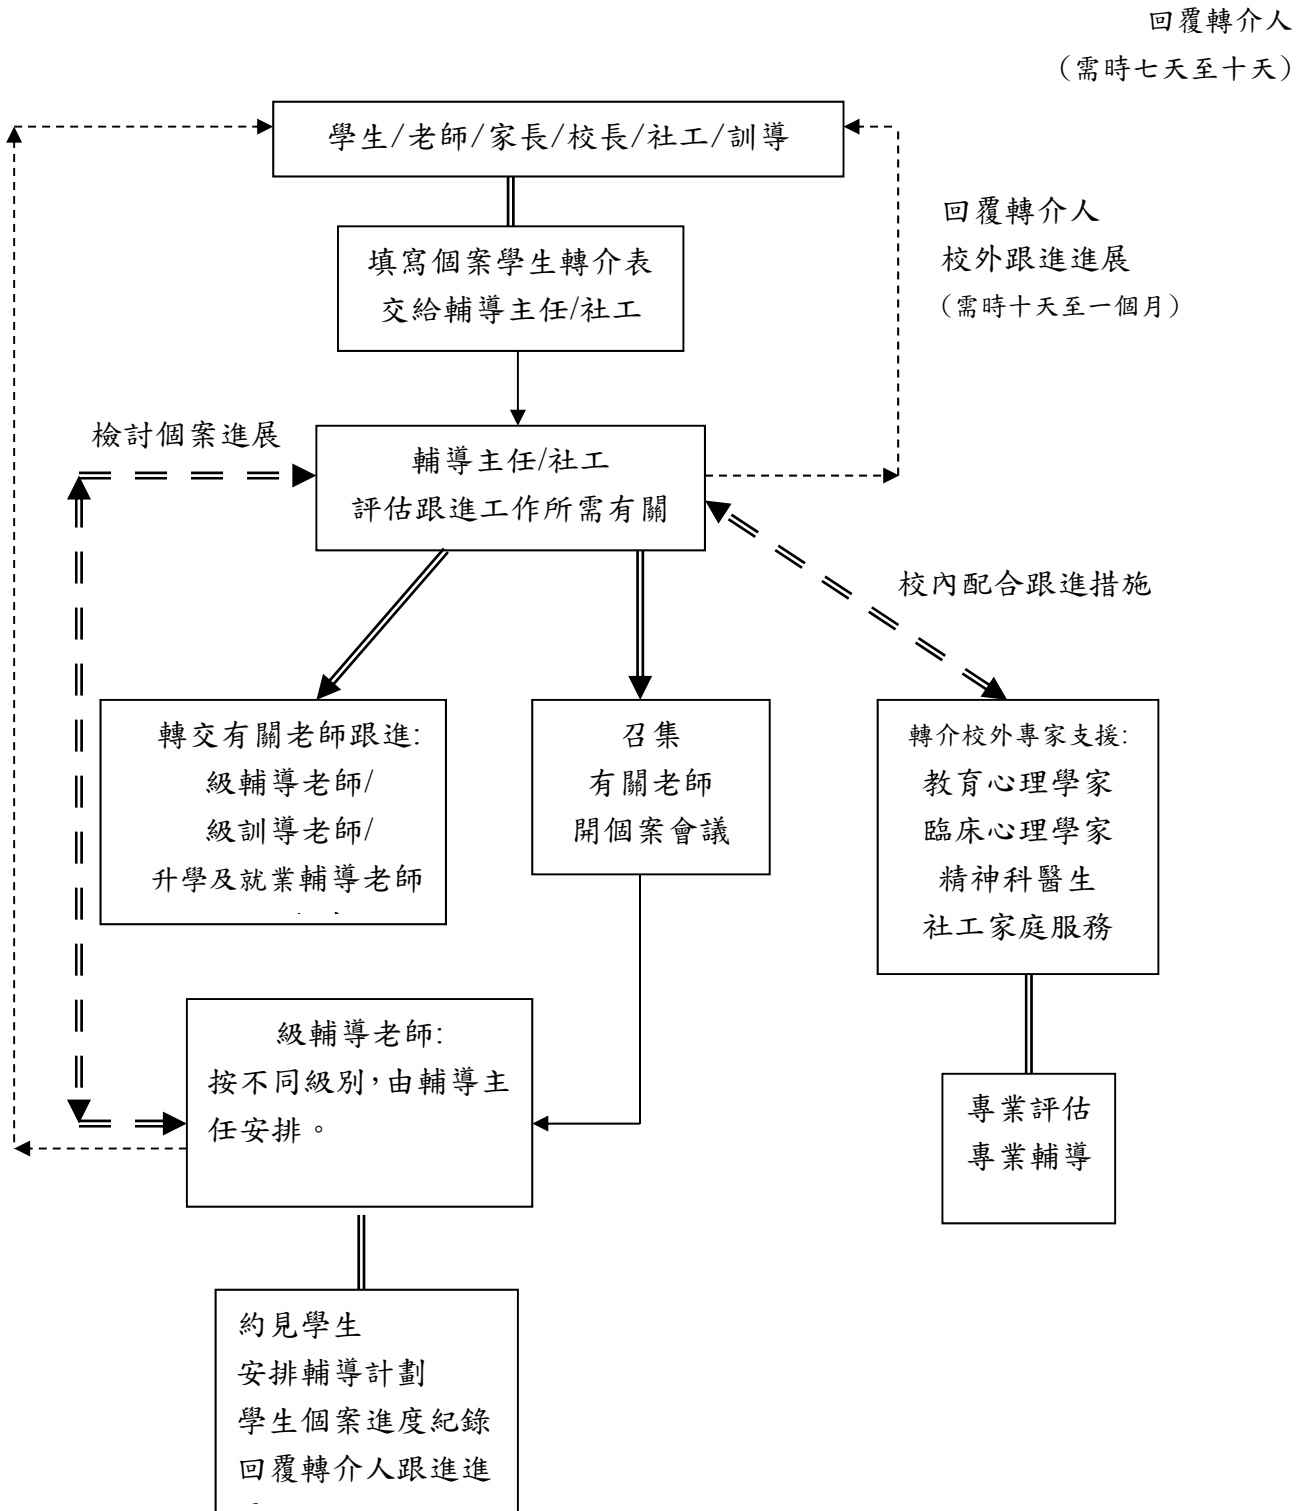 回覆轉介人
（需時七天至十天）
學生/老師/家長/校長/社工/訓導
回覆轉介人
校外跟進進展
（需時十天至一個月）
填寫個案學生轉介表
交給輔導主任/社工
檢討個案進展
輔導主任/社工
評估跟進工作所需有關
校內配合跟進措施
轉交有關老師跟進:
級輔導老師/
級訓導老師/
升學及就業輔導老師
召集
有關老師
開個案會議
轉介校外專家支援:
教育心理學家
臨床心理學家
精神科醫生
社工家庭服務
級輔導老師:
按不同級別，由輔導主
任安排。
專業評估
專業輔導
約見學生
安排輔導計劃
學生個案進度紀錄
回覆轉介人跟進進